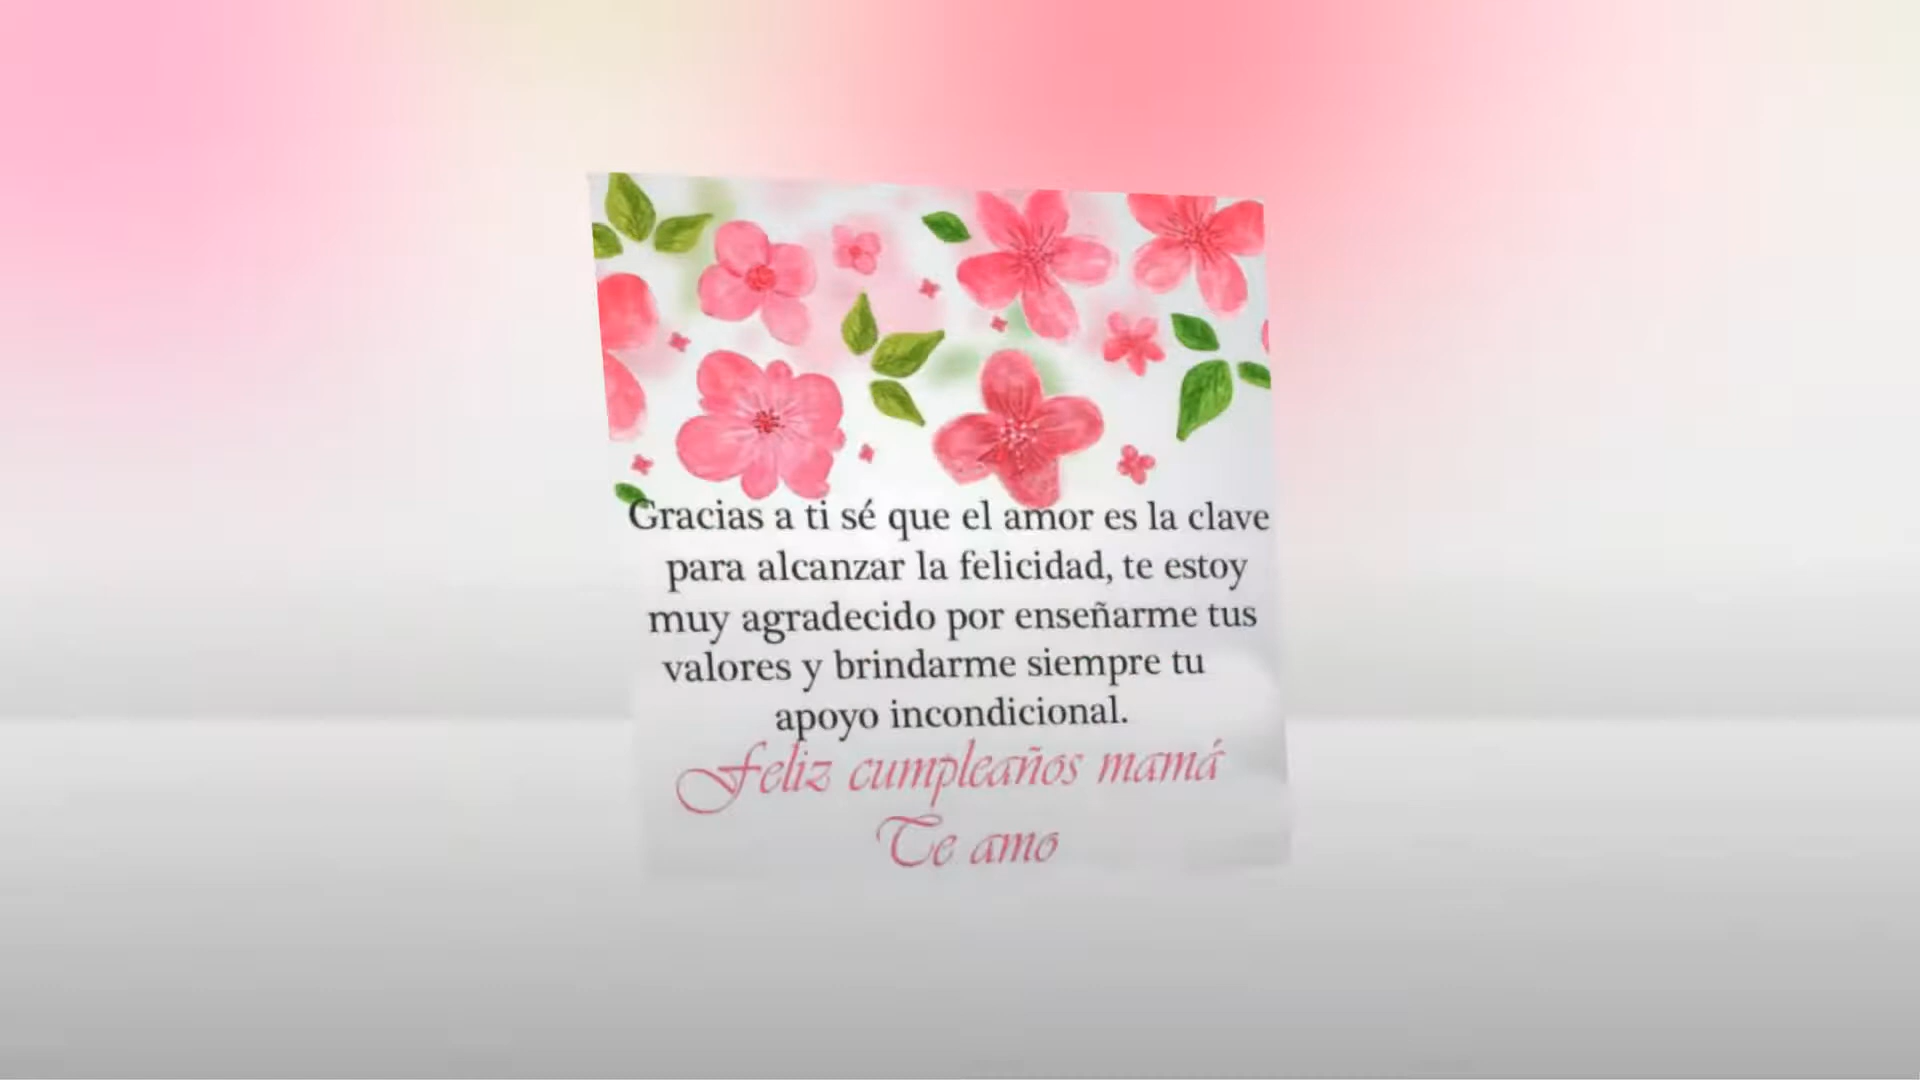 Gracias a ti sé que el amor es la clave
para alcanzar la felicidad, te estoy
muy agradecido por enseñarme tus
valores y brindarme siempre tu
apoyo incondicional.
Feliz cumpleaños mamá
Te amo